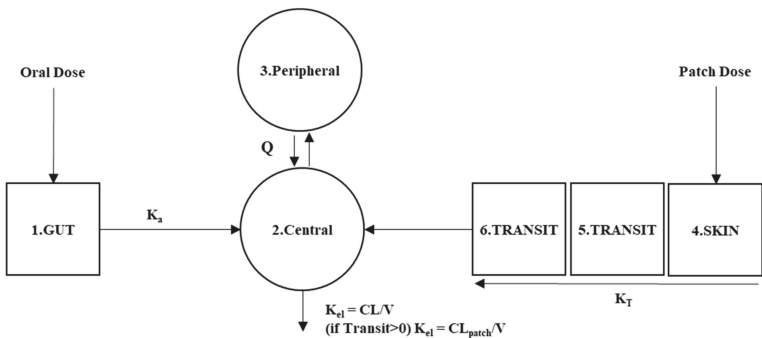 Oral Dose
3.Peripheral
Patch Dose
Q
1.GUT
Ka
2.Central
6.TRANSIT
5.TRANSIT
4.SKIN
KT
Kel = CL/V
(if Transit>0) Kel = CLpatch/V